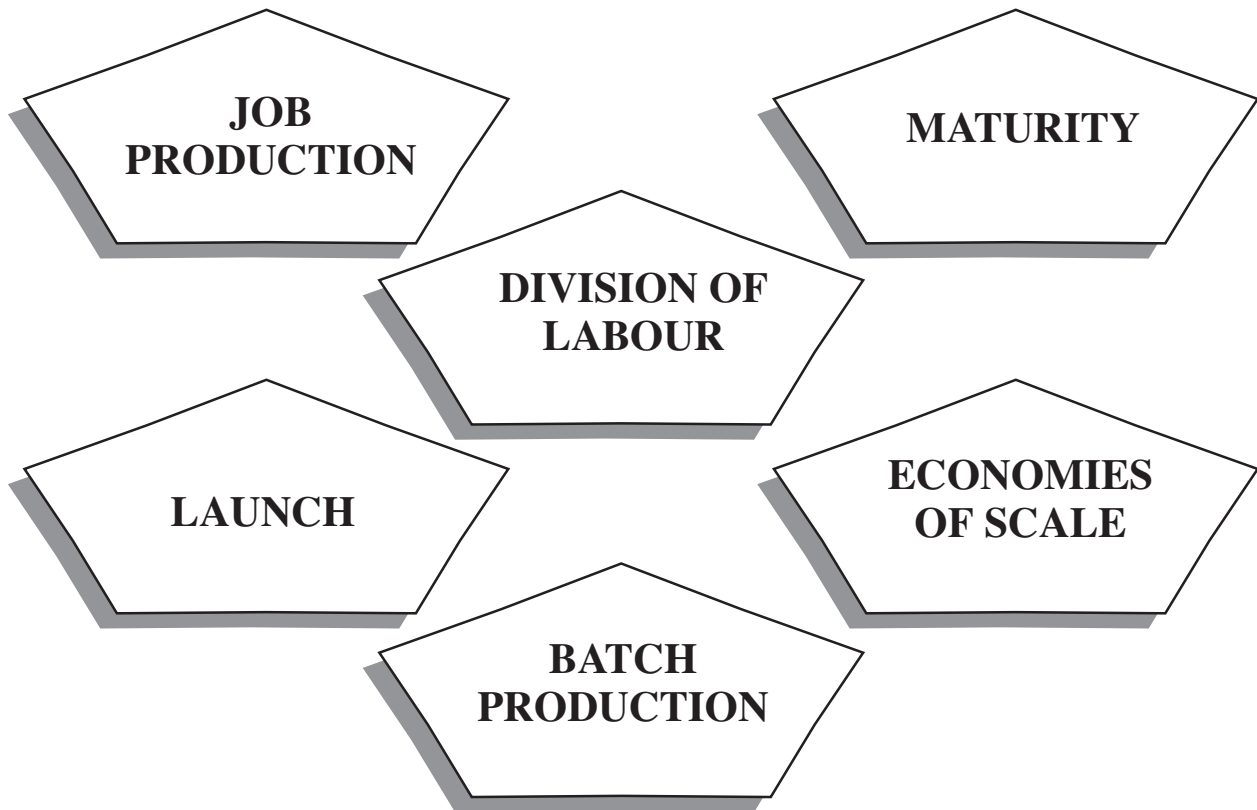 JOB
PRODUCTION
MATURITY
DIVISION OF
LABOUR
LAUNCH
ECONOMIES
OF SCALE
BATCH
PRODUCTION